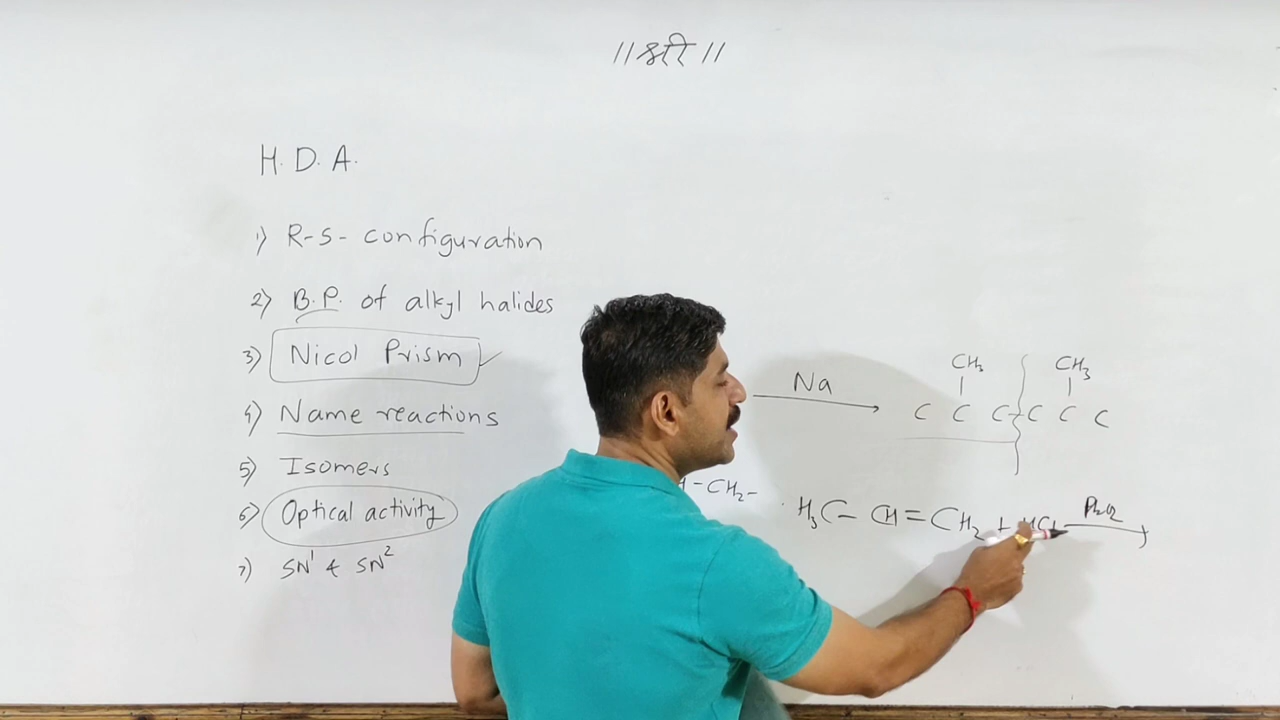 ॥ श्री ॥
H. D. A.
1) R-S- configuration
2) B.P. of alkyl halides
3) Nicol Prism
4) Name reactions
5) Isomers
6) Optical activity
7) SN1 & SN2
Na
CH3 CH3
C C C - C C C
-CH2-
H3C- CH=CH2 + HCl